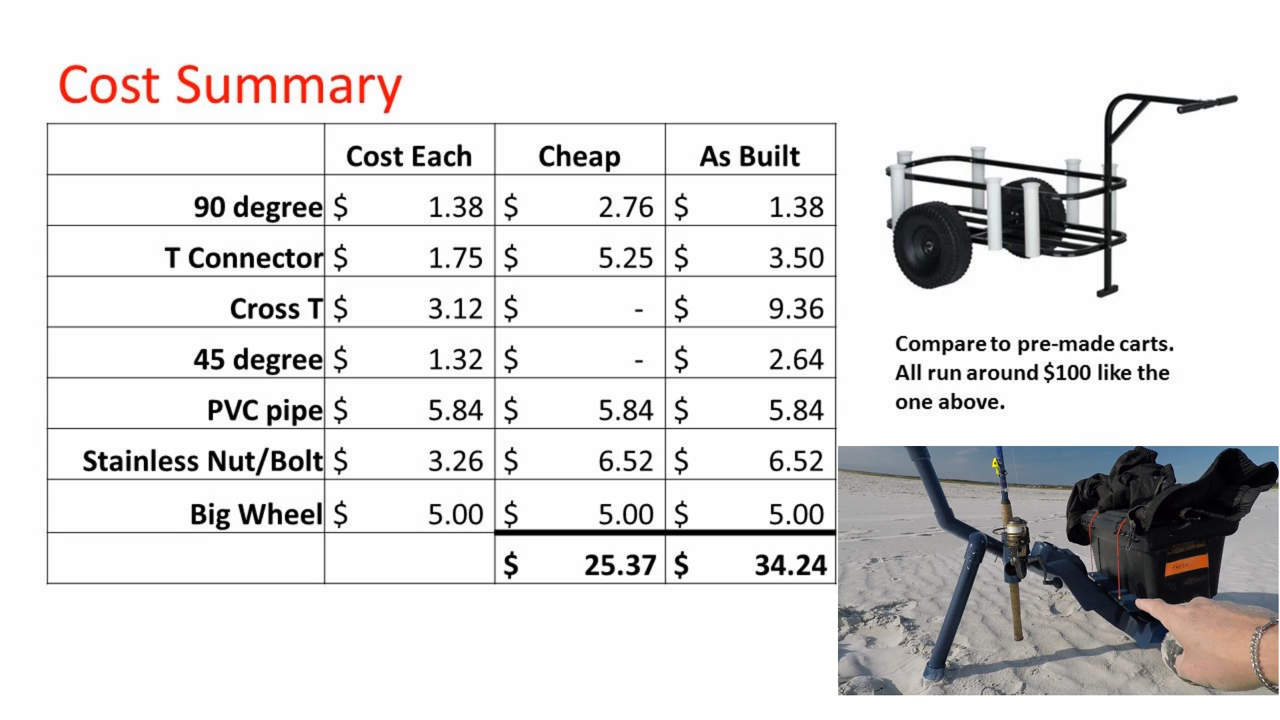 Cost Summary
Cost Each Cheap As Built
90 degree $ 1.38 $ 2.76 $ 1.38
T Connector $ 1.75 $ 5.25 $ 3.50
Cross T $ 3.12 $ - $ 9.36
45 degree $ 1.32 $ - $ 2.64
PVC pipe $ 5.84 $ 5.84 $ 5.84
Stainless Nut/Bolt $ 3.26 $ 6.52 $ 6.52
Big Wheel $ 5.00 $ 5.00 $ 5.00
$ 25.37 $ 34.24
Compare to pre-made carts.
All run around $100 like the
one above.